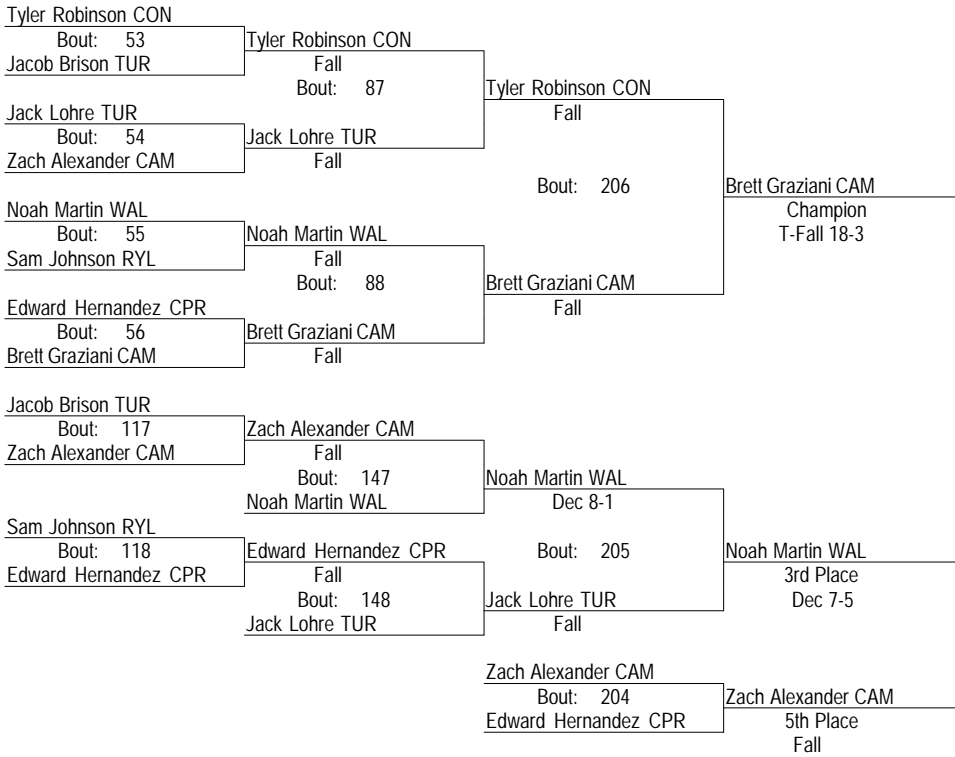 Tyler Robinson CON
Bout: 53
Tyler Robinson CON
Jacob Brison TUR
Fall
Bout: 87
Tyler Robinson CON
Jack Lohre TUR
Fall
Bout: 54
Jack Lohre TUR
Zach Alexander CAM
Fall
Bout: 206
Brett Graziani CAM
Noah Martin WAL
Champion
Bout: 55
Noah Martin WAL
T-Fall 18-3
Sam Johnson RYL
Fall
Bout: 88
Brett Graziani CAM
Edward Hernandez CPR
Fall
Bout: 56
Brett Graziani CAM
Brett Graziani CAM
Fall
Jacob Brison TUR
Bout: 117
Zach Alexander CAM
Zach Alexander CAM
Fall
Bout: 147
Noah Martin WAL
Noah Martin WAL
Dec 8-1
Sam Johnson RYL
Bout: 118
Edward Hernandez CPR
Bout: 205
Noah Martin WAL
Edward Hernandez CPR
Fall
3rd Place
Bout: 148
Jack Lohre TUR
Dec 7-5
Jack Lohre TUR
Fall
Zach Alexander CAM
Bout: 204
Zach Alexander CAM
Edward Hernandez CPR
5th Place
Fall